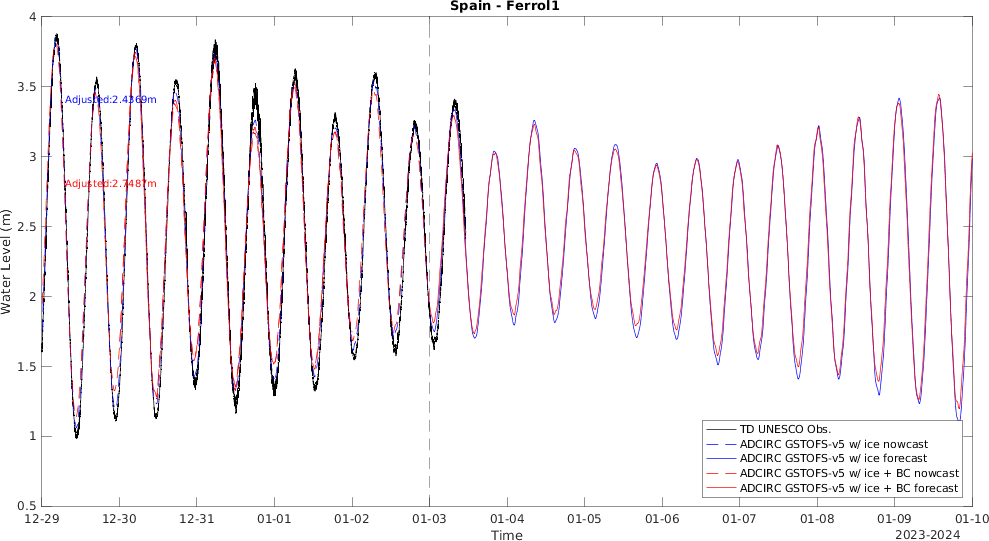 Spain - Ferrol1
4
3.5
3
2.5
2
1.5
1
0.5
Water Level (m)
Adjusted:2.4369m
Adjusted:2.7487m
TD UNESCO Obs.
ADCIRC GSTOFS-v5 w/ ice nowcast
ADCIRC GSTOFS-v5 w/ ice forecast
ADCIRC GSTOFS-v5 w/ ice + BC nowcast
ADCIRC GSTOFS-v5 w/ ice + BC forecast
12-29 12-30 12-31 01-01 01-02 01-03 01-04 01-05 01-06 01-07 01-08 01-09 01-10
Time
2023-2024